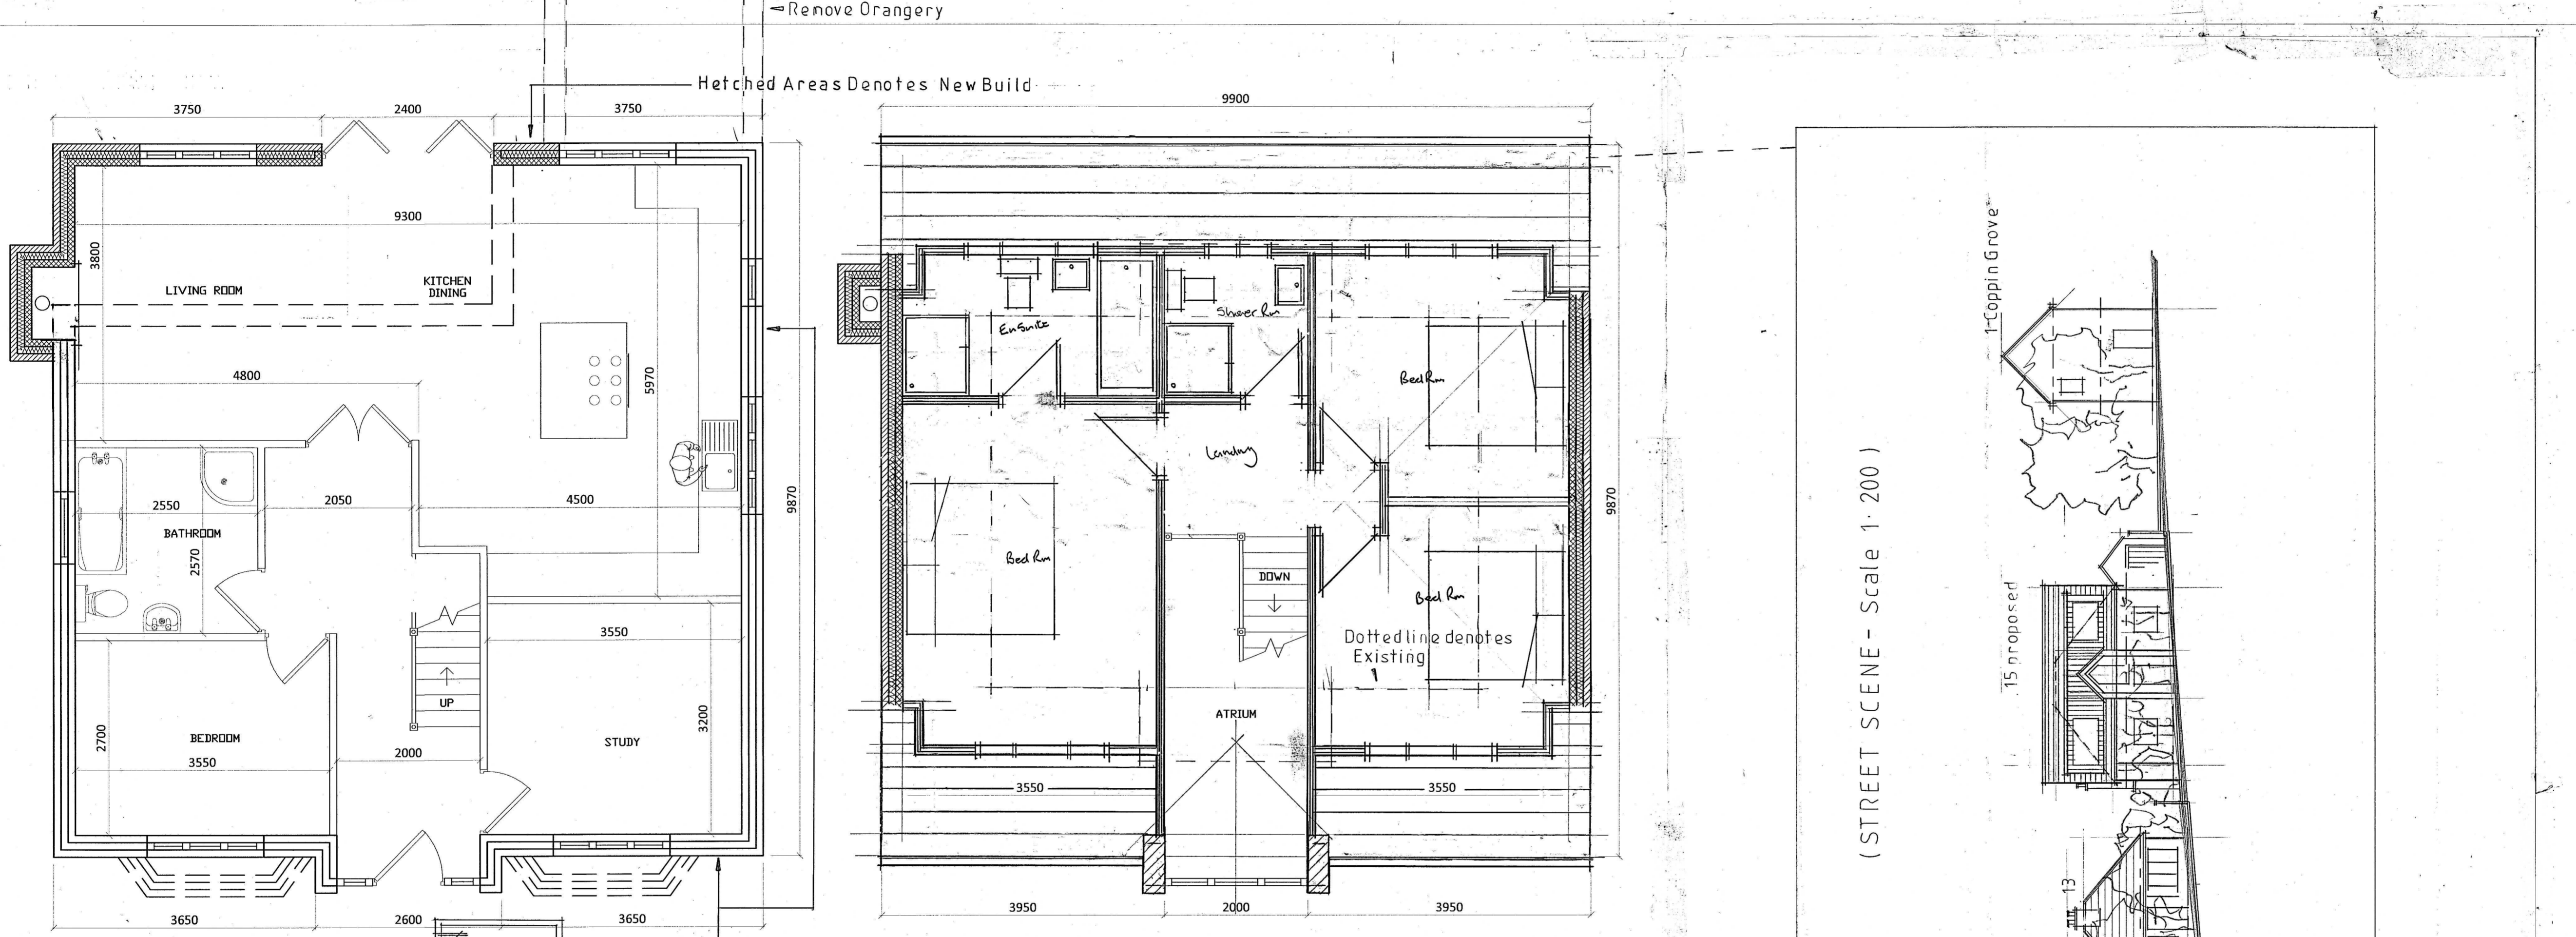 Remove Orangery
Hetched Areas Denotes New Build
3750
2400
3750
9300
3800
LIVING ROOM
KITCHEN
DINING
4800
5970
9870
2550
2050
4500
BATHROOM
2570
3550
UP
2700
BEDROOM
3550
2000
STUDY
3200
3650
2600
3650
9900
EnSuite
Shower Rm
Bed Rm
Landing
Bed Rm
DOWN
Bed Rm
Dotted line denotes
Existing
ATRIUM
3550
3550
9870
3950
2000
3950
(STREET SCENE - Scale 1:200)
1 Coppin Grove
15 proposed
13